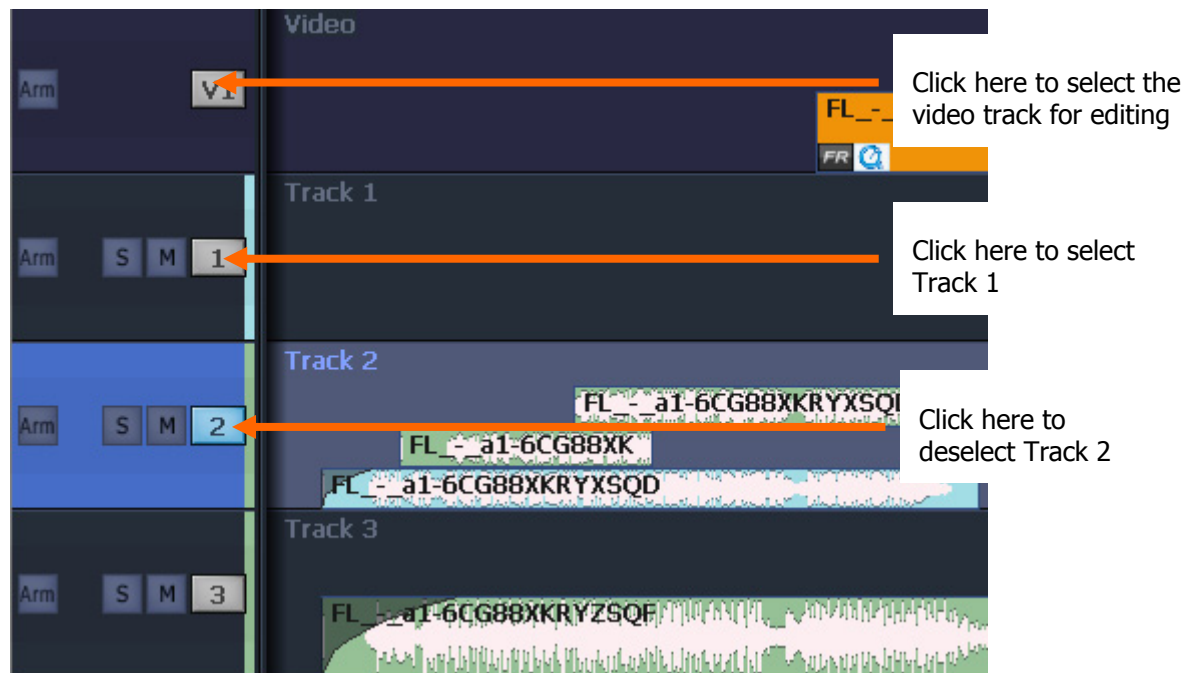 Video
Arm V1
FL_-_
FR
Click here to select the
video track for editing
Track 1
Arm S M 1
Click here to select
Track 1
Track 2
Arm S M 2
FL_-_a1-6CG88XKRYXSQ
FL_-_a1-6CG88XK
FL_-_a1-6CG88XKRYXSQD
Click here to
deselect Track 2
Track 3
Arm S M 3
FL_-_a1-6CG88XKRYZSQF